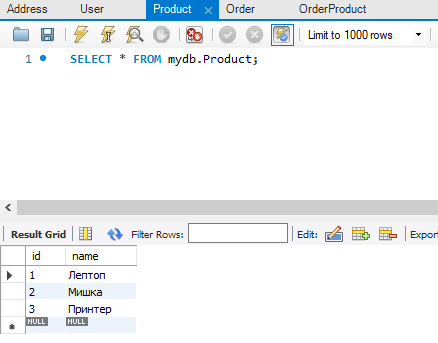 Address User Product × Order OrderProduct
Limit to 1000 rows
1 SELECT * FROM mydb.Product;
Result Grid Filter Rows: Edit: Export
id name
1 Лептоп
2 Мишка
3 Принтер
NULL NULL